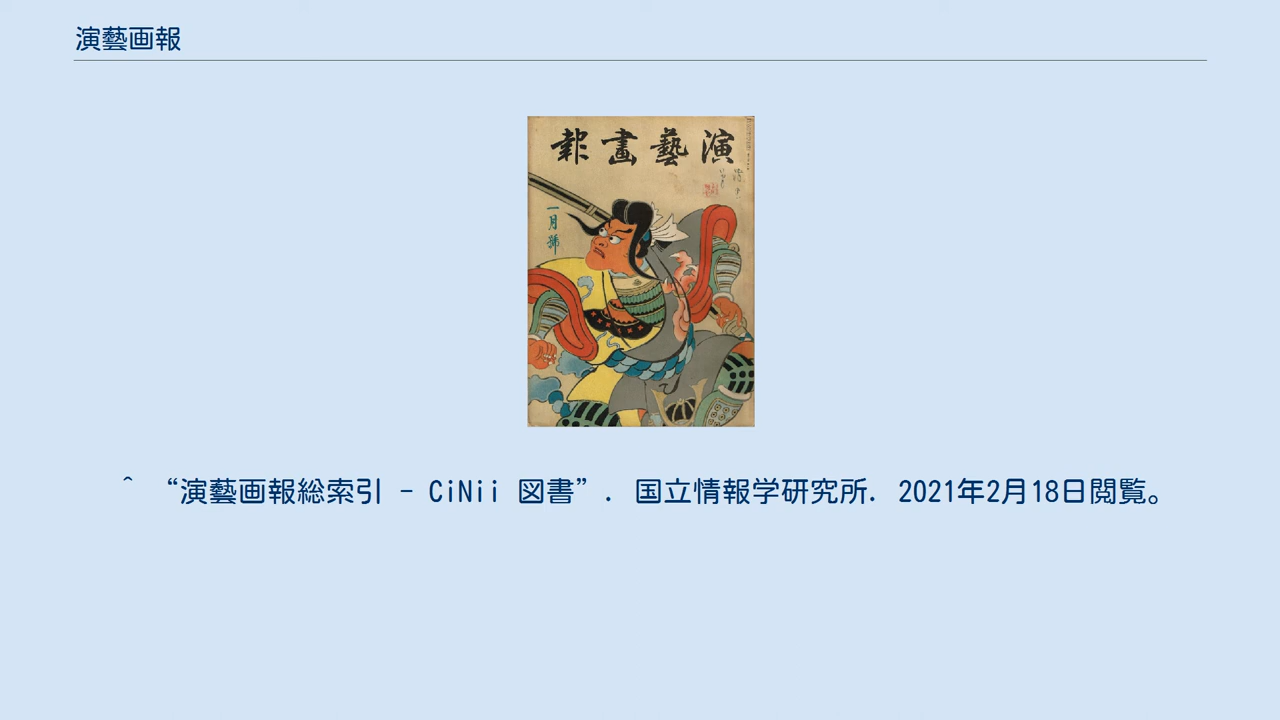 演藝画報
演藝畫報
一月號
^ “演藝画報総索引 - CiNii 図書”. 国立情報学研究所. 2021年2月18日閲覧。